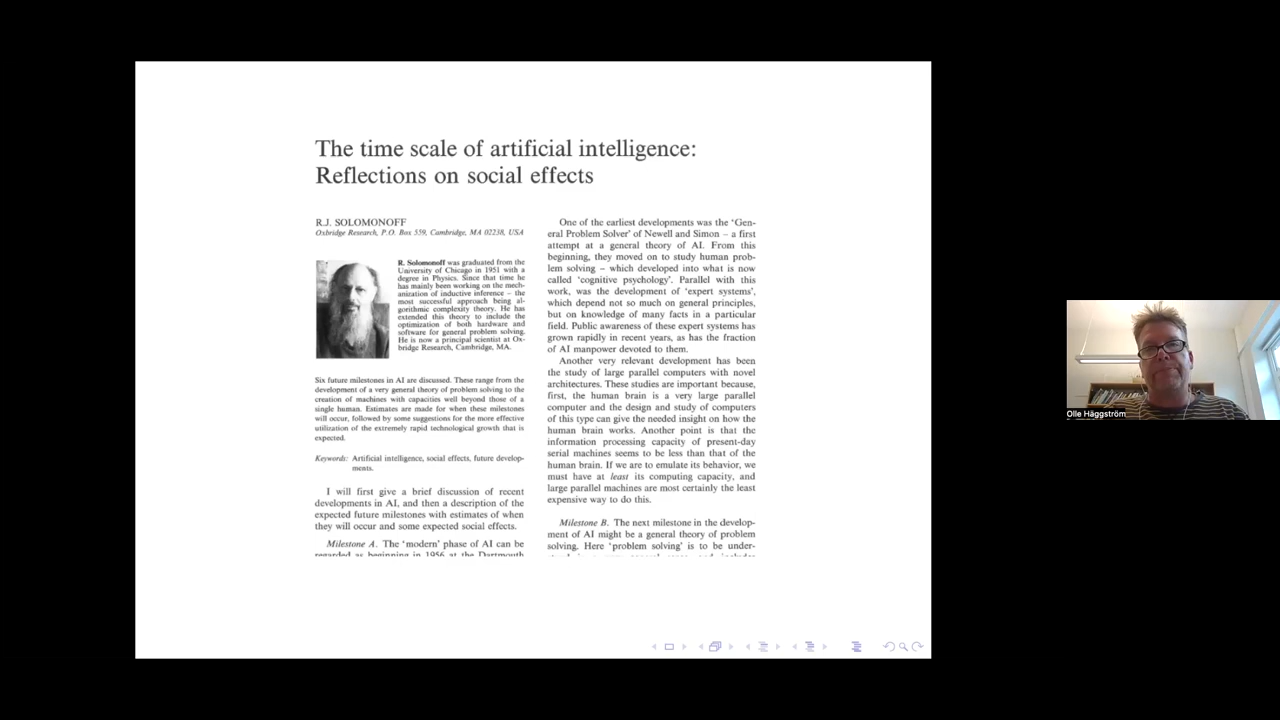 The time scale of artificial intelligence:
Reflections on social effects
R.J. SOLOMONOFF
Oxbridge Research, P.O. Box 559, Cambridge, MA 02238, USA
R. Solomonoff was graduated from the
University of Chicago in 1951 with a
degree in Physics. Since that time he
has mainly been working on the mech-
anization of inductive inference – the
most successful approach being al-
gorithmic complexity theory. He has
extended this theory to include the
optimization of both hardware and
software for general problem solving.
He is now a principal scientist at Ox-
bridge Research, Cambridge, MA.
Six future milestones in AI are discussed. These range from the
development of a very general theory of problem solving to the
creation of machines with capacities well beyond those of a
single human. Estimates are made for when these milestones
will occur, followed by some suggestions for the more effective
utilization of the extremely rapid technological growth that is
expected.
Keywords: Artificial intelligence, social effects, future develop-
ments.
I will first give a brief discussion of recent
developments in AI, and then a description of the
expected future milestones with estimates of when
they will occur and some expected social effects.
Milestone A. The 'modern' phase of AI can be
regarded as beginning in 1956 at the Dartmouth
One of the earliest developments was the 'Gen-
eral Problem Solver' of Newell and Simon – a first
attempt at a general theory of AI. From this
beginning, they moved on to study human prob-
lem solving – which developed into what is now
called 'cognitive psychology'. Parallel with this
work, was the development of 'expert systems',
which depend not so much on general principles,
but on knowledge of many facts in a particular
field. Public awareness of these expert systems has
grown rapidly in recent years, as has the fraction
of AI manpower devoted to them.
Another very relevant development has been
the study of large parallel computers with novel
architectures. These studies are important because,
first, the human brain is a very large parallel
computer and the design and study of computers
of this type can give the needed insight on how the
human brain works. Another point is that the
information processing capacity of present-day
serial machines seems to be less than that of the
human brain. If we are to emulate its behavior, we
must have at least its computing capacity, and
large parallel machines are most certainly the least
expensive way to do this.
Milestone B. The next milestone in the develop-
ment of AI might be a general theory of problem
solving. Here 'problem solving' is to be under-
Olle Häggström